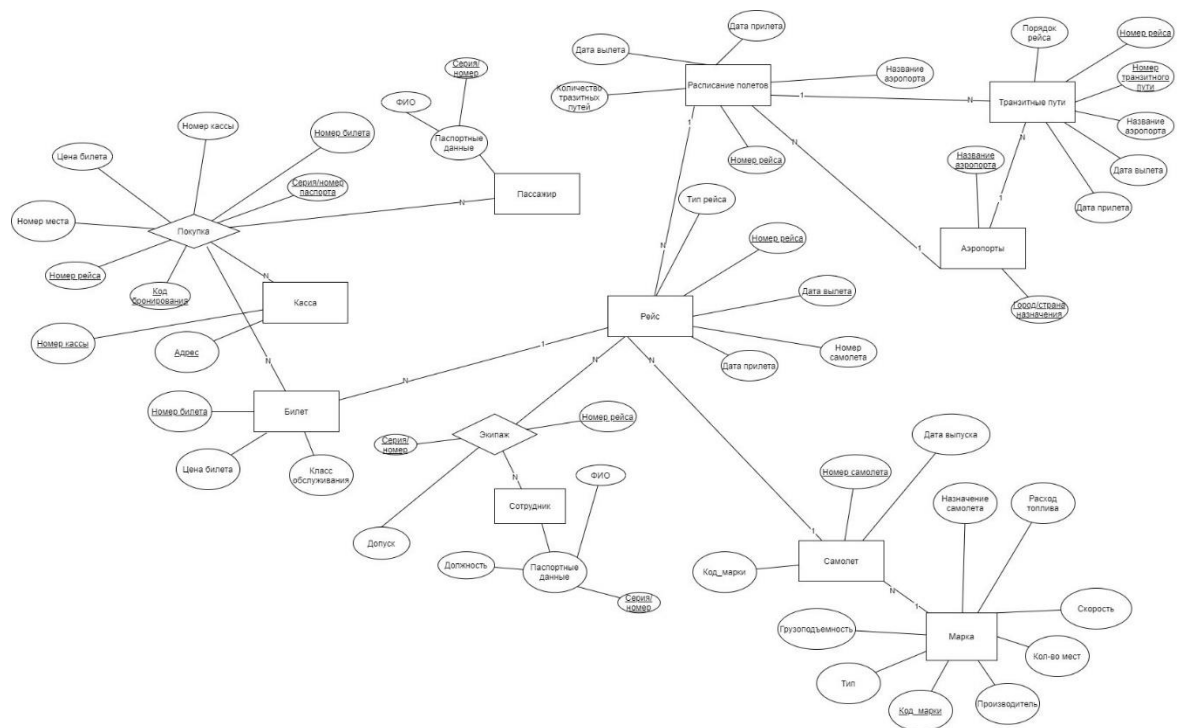 Дата прилета
Дата вылета
Количество
тразитных
путей
Расписание полетов
Название
аэропорта
Номер рейса
Порядок
рейса
Номер рейса
Номер
транзитного
пути
Транзитные пути
Название
аэропорта
Дата вылета
Дата прилета
Название
аэропорта
Аэропорты
Город/страна
назначения
1
N
1
1
N
1
N
Серия/
номер
ФИО
Паспортные
данные
Пассажир
Номер кассы
Номер билета
Цена билета
Серия/номер
паспорта
Номер места
Покупка
Номер рейса
Код
бронирования
N
N
N
Касса
Номер кассы
Адрес
Билет
Номер билета
Цена билета
Класс
обслуживания
Тип рейса
Номер рейса
Дата вылета
Рейс
Номер
самолета
Дата прилета
1
N
N
N
N
1
Экипаж
Номер рейса
Серия/
номер
Допуск
Сотрудник
ФИО
Должность
Паспортные
данные
Серия/
номер
Дата выпуска
Номер самолета
Самолет
Код_марки
N
1
Назначение
самолета
Расход
топлива
Скорость
Грузоподъемность
Марка
Кол-во мест
Тип
Код_марки
Производитель